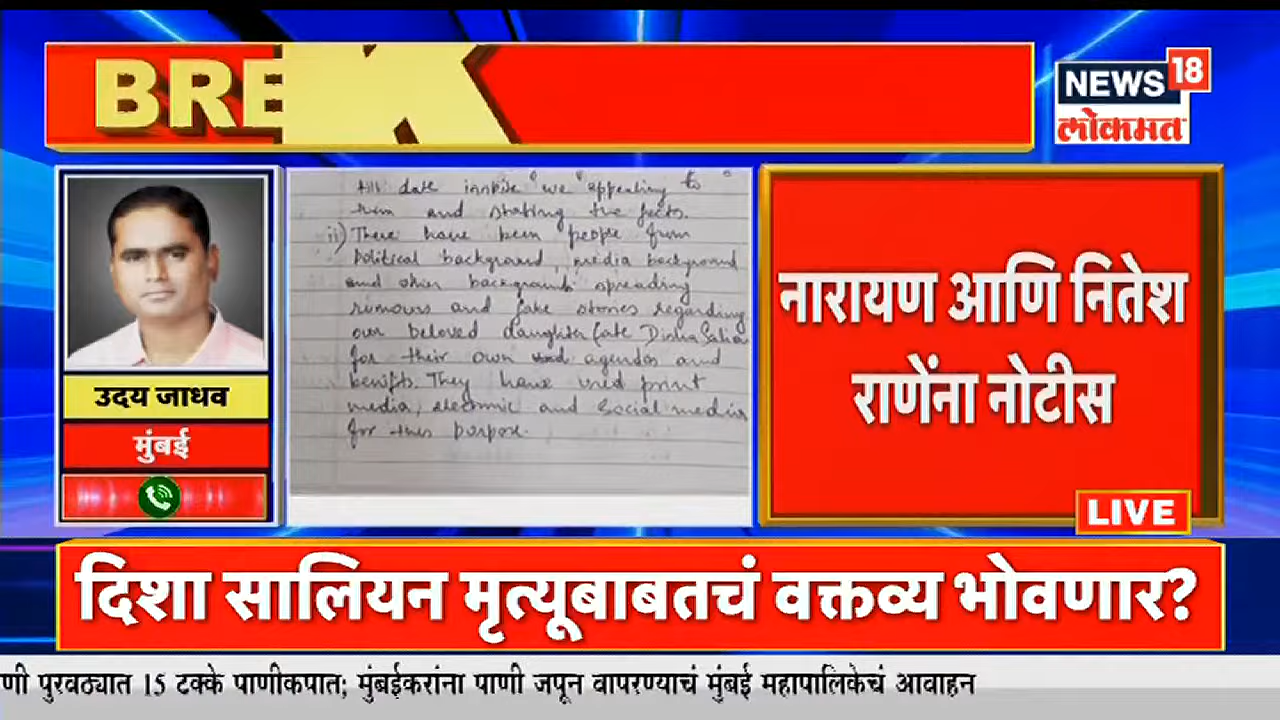 BRE K
NEWS 18
लोकमत
till date inspite we appealing to
him and stating the facts.
ii) There have been people from
political background, media background
and other backgrounds spreading
rumours and fake stories regarding
our beloved daughter Late Disha Salia
for their own agendas and
benifts. They have used print
media, electronic and Social media
for this purpose.
उदय जाधव
मुंबई
नारायण आणि नितेश
राणेंना नोटीस
LIVE
दिशा सालियन मृत्यूबाबतचं वक्तव्य भोवणार?
णी पुरवठ्यात 15 टक्के पाणीकपात; मुंबईकरांना पाणी जपून वापरण्याचं मुंबई महापालिकेचं आवाहन